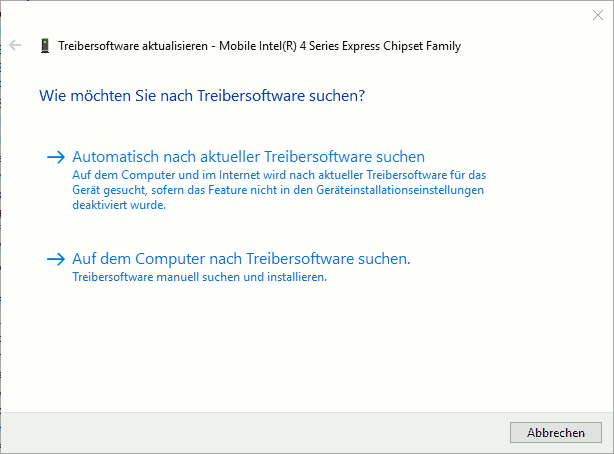 Treibersoftware aktualisieren - Mobile Intel(R) 4 Series Express Chipset Family
Wie möchten Sie nach Treibersoftware suchen?
Automatisch nach aktueller Treibersoftware suchen
Auf dem Computer und im Internet wird nach aktueller Treibersoftware für das
Gerät gesucht, sofern das Feature nicht in den Geräteinstallationseinstellungen
deaktiviert wurde.
Auf dem Computer nach Treibersoftware suchen.
Treibersoftware manuell suchen und installieren.
Abbrechen